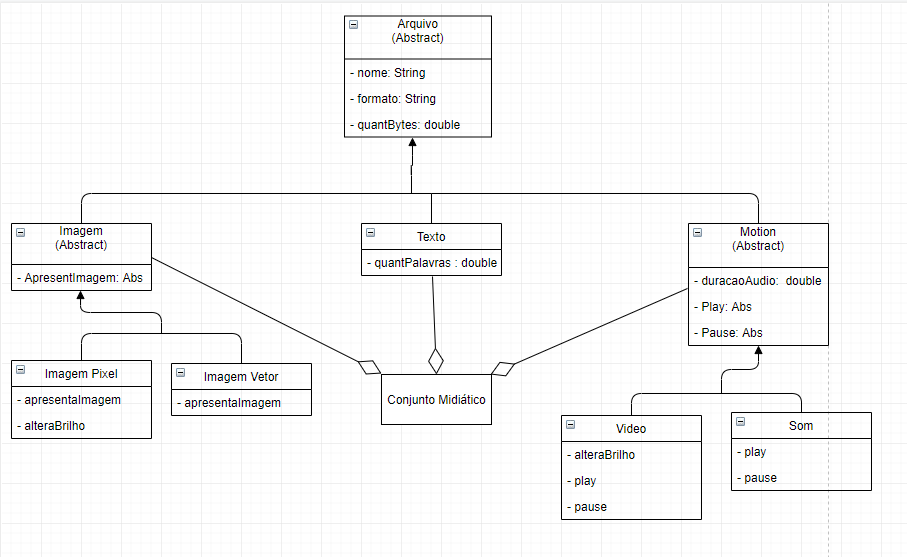 Arquivo
(Abstract)
- nome: String
- formato: String
- quantBytes: double
Imagem
(Abstract)
- ApresentImagem: Abs
Texto
- quantPalavras : double
Motion
(Abstract)
- duracaoAudio: double
- Play: Abs
- Pause: Abs
Imagem Pixel
- apresentaImagem
- alteraBrilho
Imagem Vetor
- apresentaImagem
Conjunto Midiático
Video
- alteraBrilho
- play
- pause
Som
- play
- pause